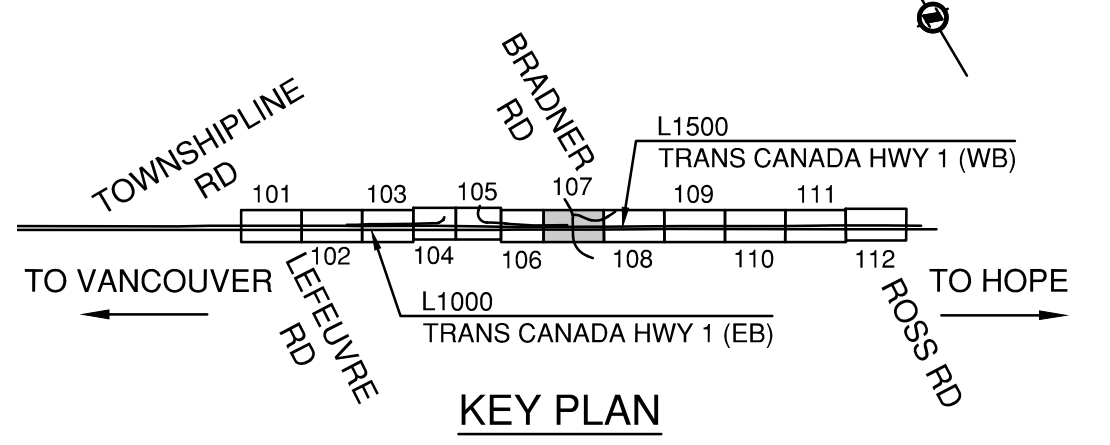 TOWNSHIPLINE
RD
BRADNER
RD
L1500
TRANS CANADA HWY 1 (WB)
101
103
105
107
109
111
102
104
106
108
110
112
TO VANCOUVER
LEFEUVRE
RD
L1000
TRANS CANADA HWY 1 (EB)
ROSS RD
TO HOPE
KEY PLAN